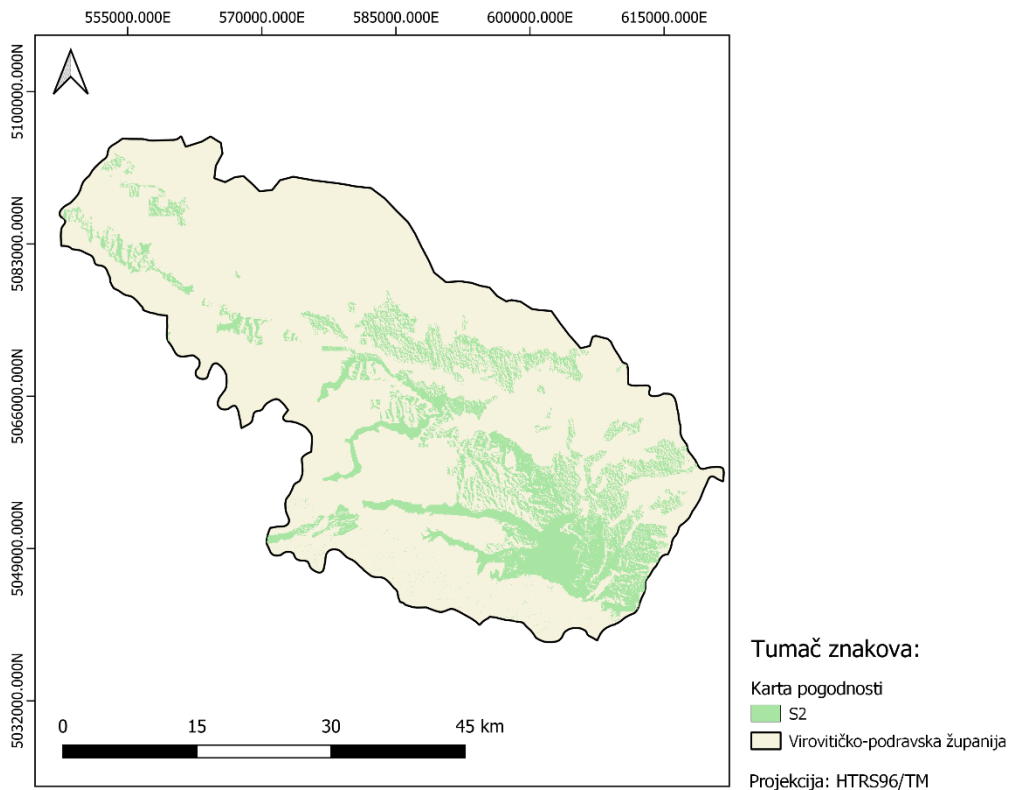 555000.000E 570000.000E 585000.000E 600000.000E 615000.000E
5100000.000N
5083000.000N
5066000.000N
5049000.000N
5032000.000N
0 15 30 45 km
Tumač znakova:
Karta pogodnosti
S2
Virovitičko-podravska županija
Projekcija: HTRS96/TM